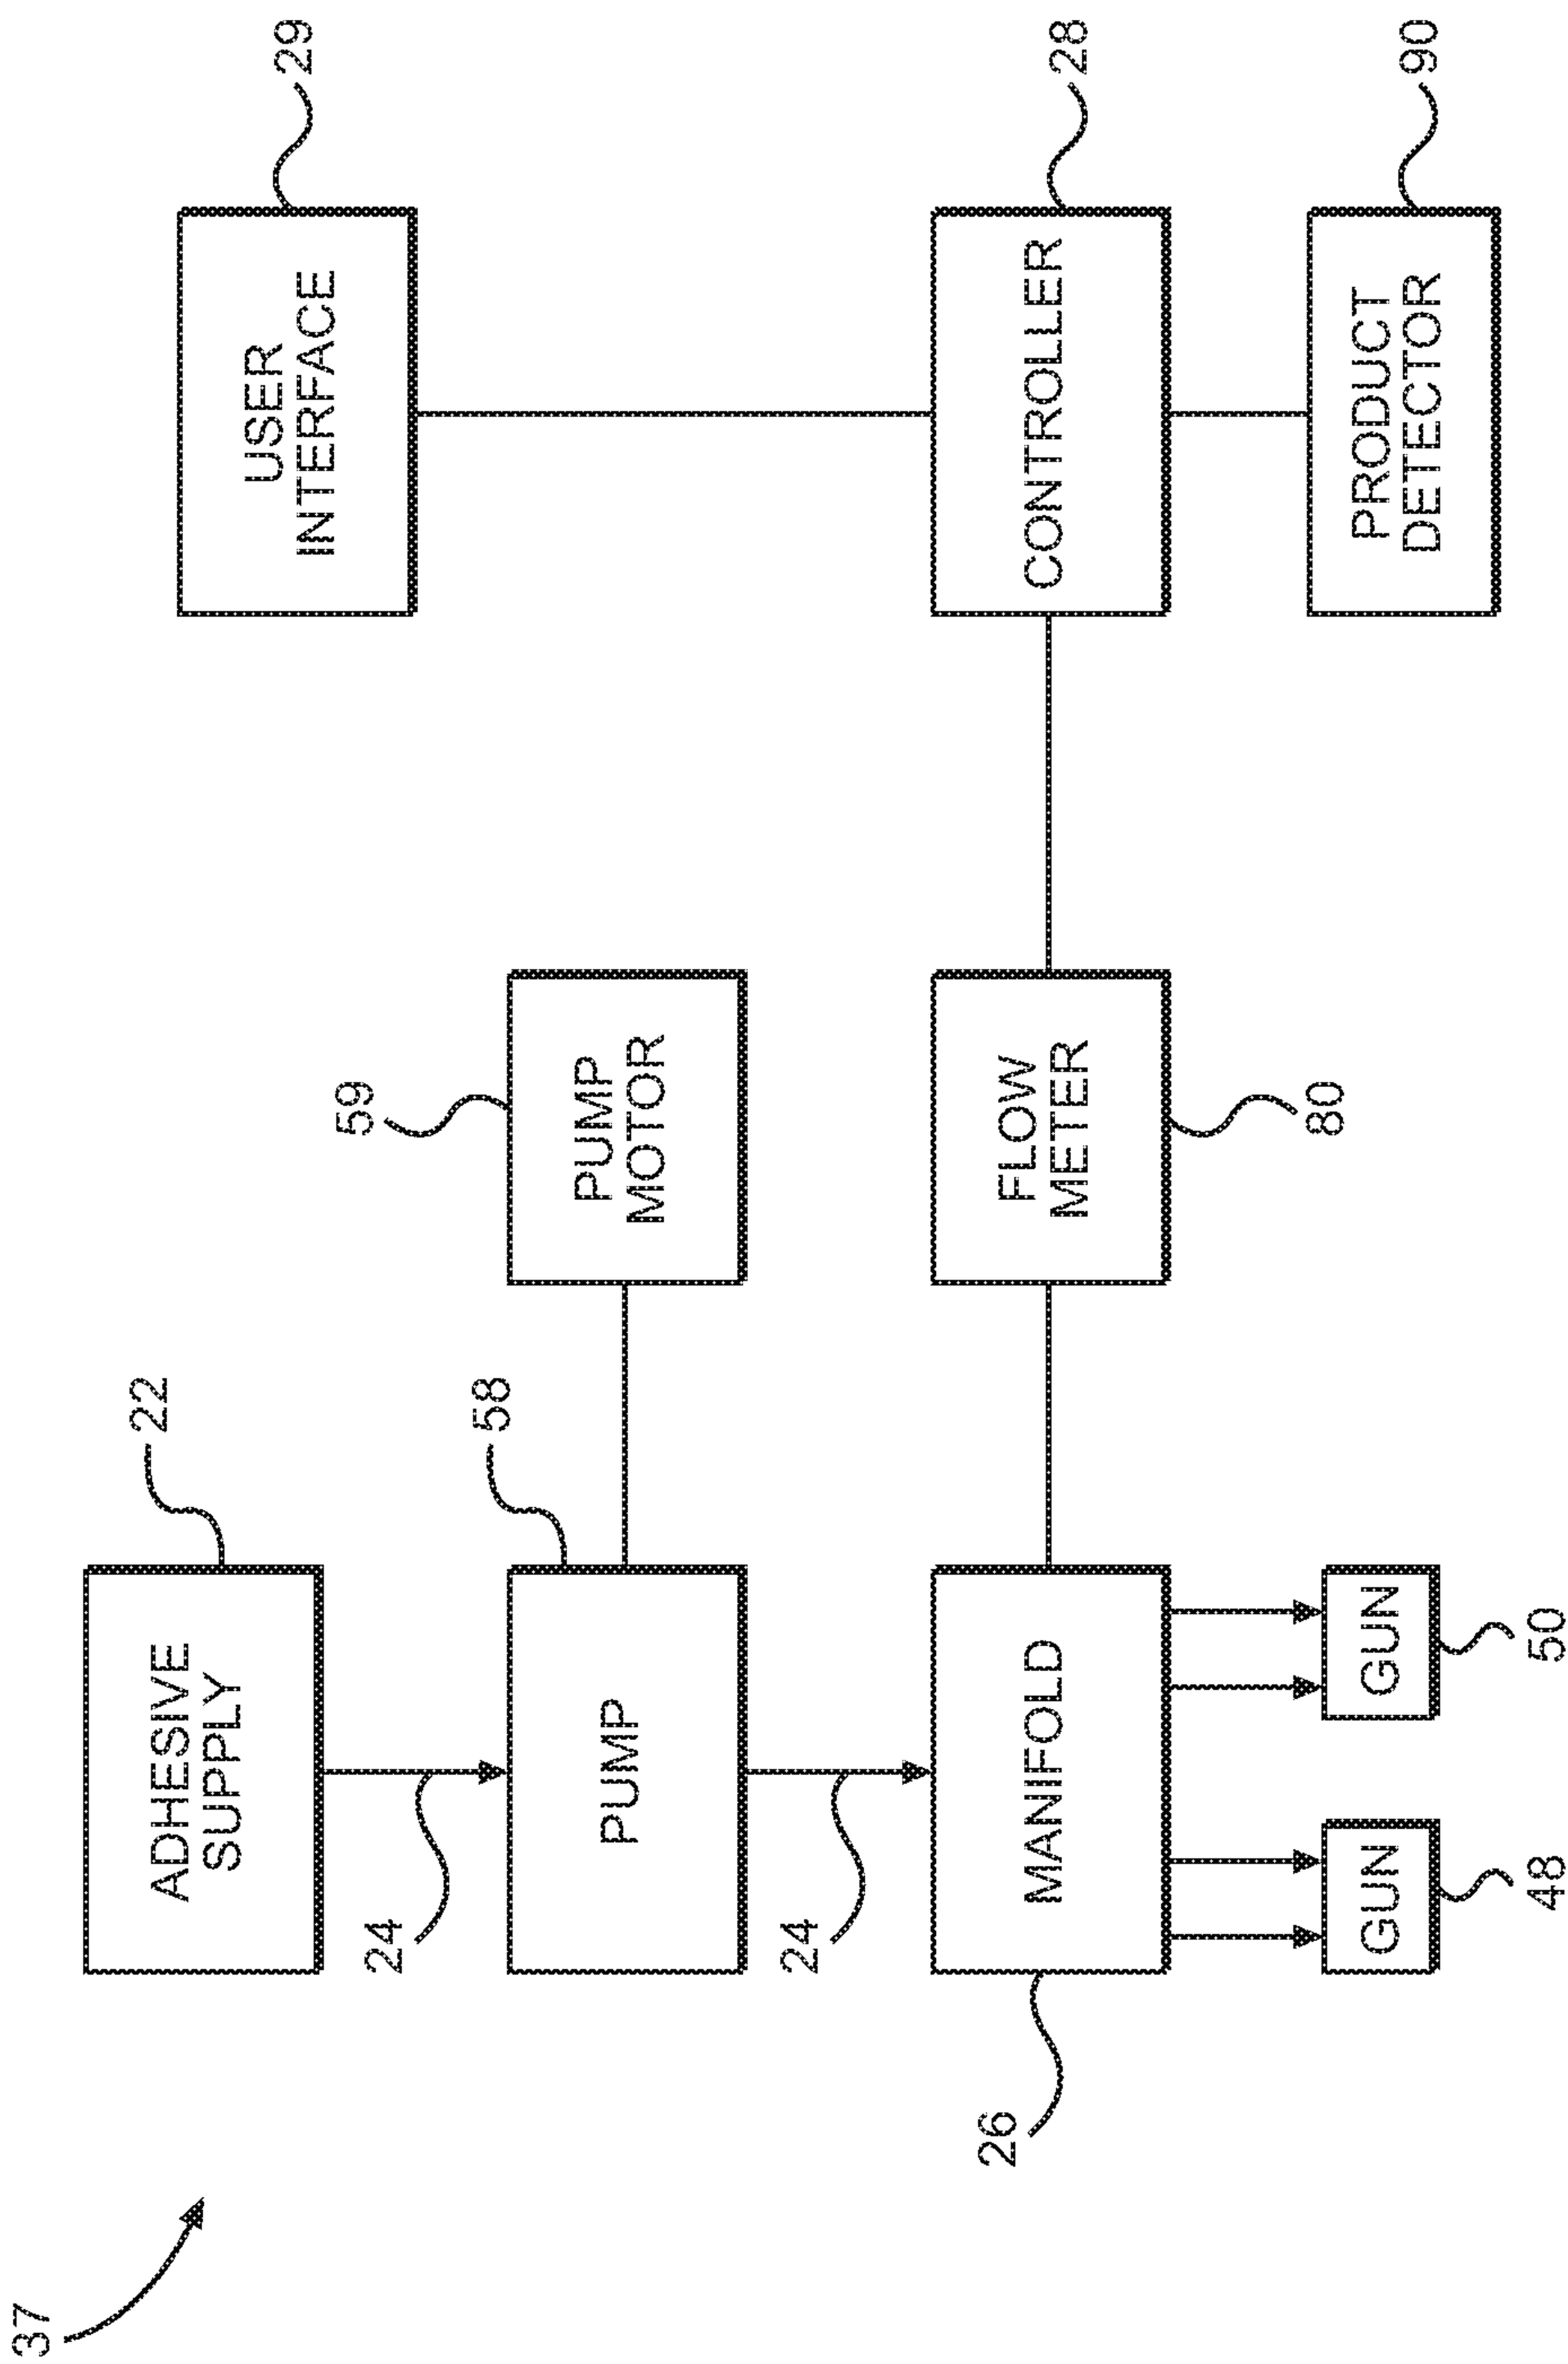 37
ADHESIVE
SUPPLY
22
USER
INTERFACE
29
24
59
58
PUMP
PUMP
MOTOR
24
26
MANIFOLD
FLOW
METER
CONTROLLER
28
80
GUN
GUN
PRODUCT
DETECTOR
90
48
50